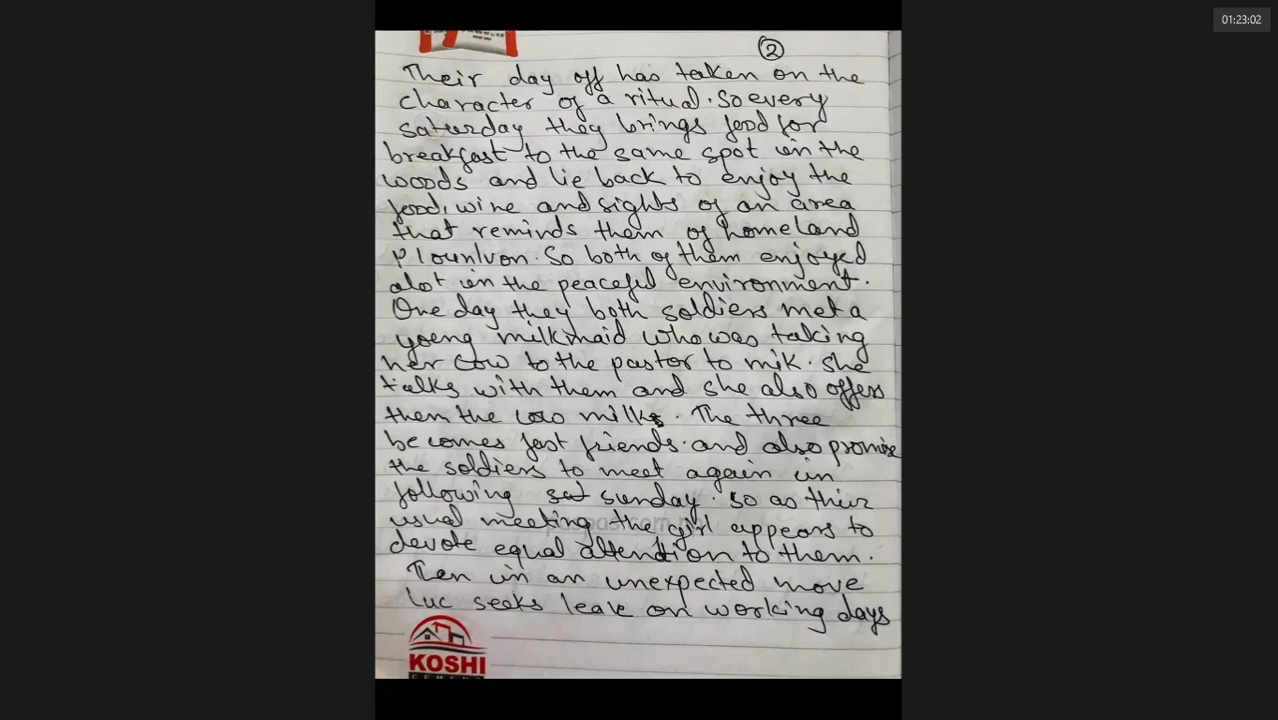 01:23:02
2
Their day off has taken on the
character of a ritual. So every
saturday they brings food for
breakfast to the same spot in the
woods and lie back to enjoy the
food, wine and sights of an area
that reminds them of homeland
Plounlvon. So both of them enjoyed
alot in the peaceful environment.
One day they both soldiers met a
yoeng milkmaid who was taking
her cow to the pastor to mik. she
talks with them and she also offers
them the cow milk. The three
becomes fast friends. and also promise
the soldiers to meet again in
following sat sunday. so as their
usual meeting the girl appears to
devote equal attention to them.
Then in an unexpected move
Luc seeks leave on working days
KOSHI
CEMENT